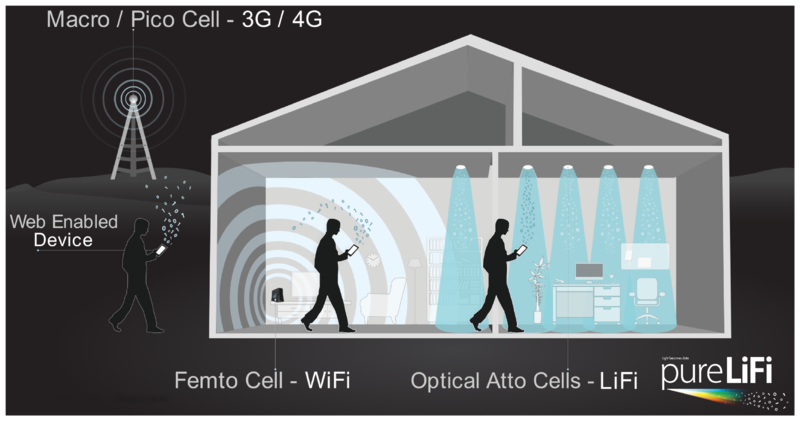 Macro / Pico Cell - 3G / 4G
Web Enabled
Device
Femto Cell - WiFi
Optical Atto Cells - LiFi
pureLiFi